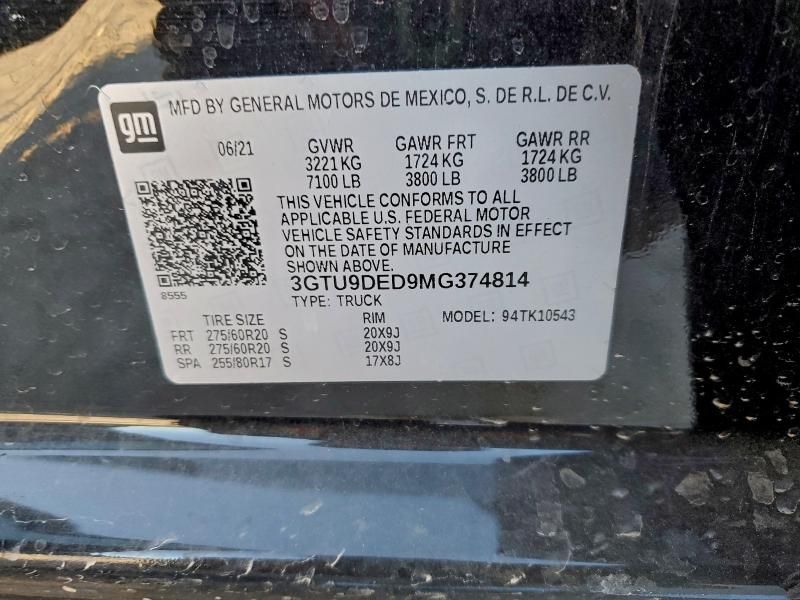 gm
MFD BY GENERAL MOTORS DE MEXICO, S. DE R.L. DE C.V.
06/21 GVWR GAWR FRT GAWR RR
3221 KG 1724 KG 1724 KG
7100 LB 3800 LB 3800 LB
THIS VEHICLE CONFORMS TO ALL
APPLICABLE U.S. FEDERAL MOTOR
VEHICLE SAFETY STANDARDS IN EFFECT
ON THE DATE OF MANUFACTURE
SHOWN ABOVE.
8555
3GTU9DED9MG374814
TYPE: TRUCK
TIRE SIZE RIM MODEL: 94TK10543
FRT 275/60R20 S 20X9J
RR 275/60R20 S 20X9J
SPA 255/80R17 S 17X8J